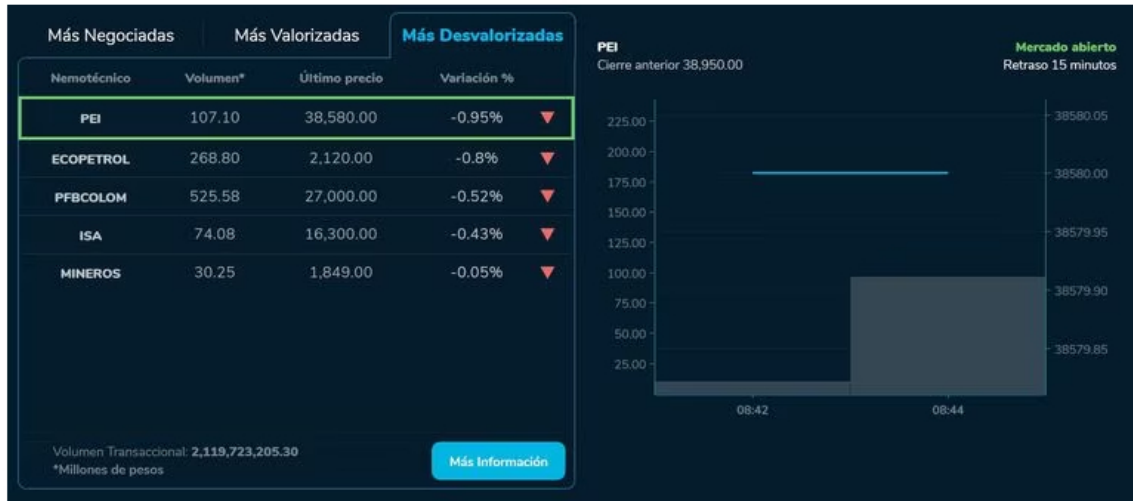 Más Negociadas Más Valorizadas Más Desvalorizadas
Nemotécnico Volumen* Último precio Variación %
PEI 107.10 38,580.00 -0.95%
ECOPETROL 268.80 2,120.00 -0.8%
PFBCOLOM 525.58 27,000.00 -0.52%
ISA 74.08 16,300.00 -0.43%
MINEROS 30.25 1,849.00 -0.05%
Volumen Transaccional: 2,119,723,205.30
*Millones de pesos
Más Información
PEI
Cierre anterior 38,950.00
Mercado abierto
Retraso 15 minutos
225.00
200.00
175.00
150.00
125.00
100.00
75.00
50.00
25.00
38580.05
38580.00
38579.95
38579.90
38579.85
08:42 08:44